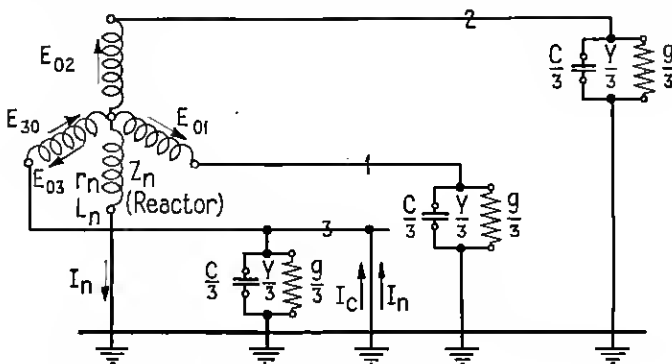 2
E02
C/3 Y/3 g/3
E30
E01
E03
rn Zn
Ln (Reactor)
1
C/3 Y/3 g/3
3
In
C/3 Y/3 g/3
Ic In